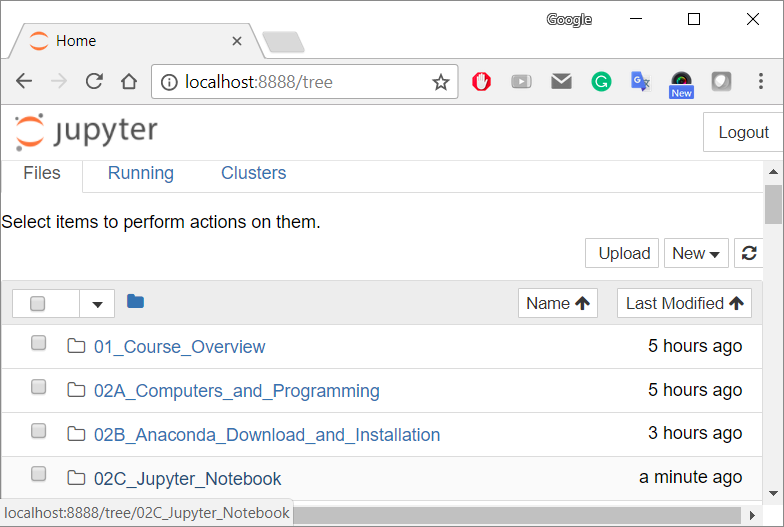 Google
Home
localhost:8888/tree
New
jupyter
Logout
Files Running Clusters
Select items to perform actions on them.
Upload New
Name Last Modified
01_Course_Overview 5 hours ago
02A_Computers_and_Programming 5 hours ago
02B_Anaconda_Download_and_Installation 3 hours ago
02C_Jupyter_Notebook a minute ago
localhost:8888/tree/02C_Jupyter_Notebook